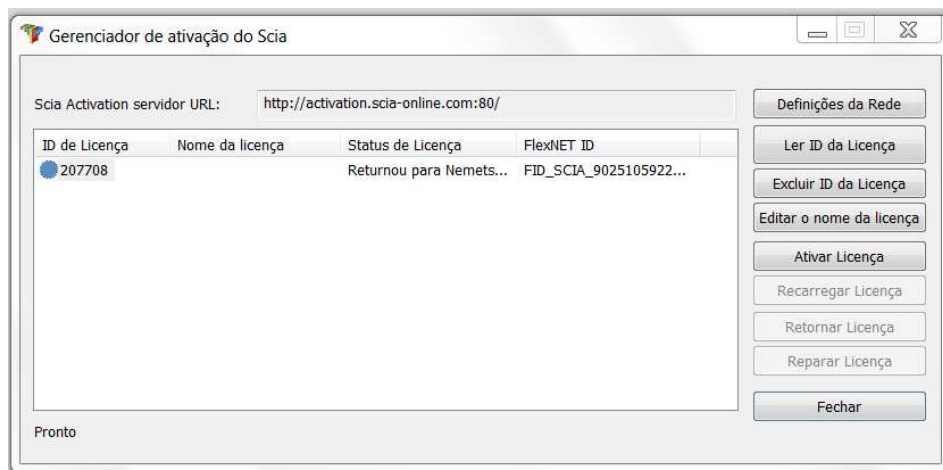 Gerenciador de ativação do Scia
Scia Activation servidor URL: http://activation.scia-online.com:80/
Definições da Rede
ID de Licença Nome da licença Status de Licença FlexNET ID
Ler ID da Licença
207708 Returnou para Nemets... FID_SCIA_9025105922...
Excluir ID da Licença
Editar o nome da licença
Ativar Licença
Recarregar Licença
Retornar Licença
Reparar Licença
Fechar
Pronto